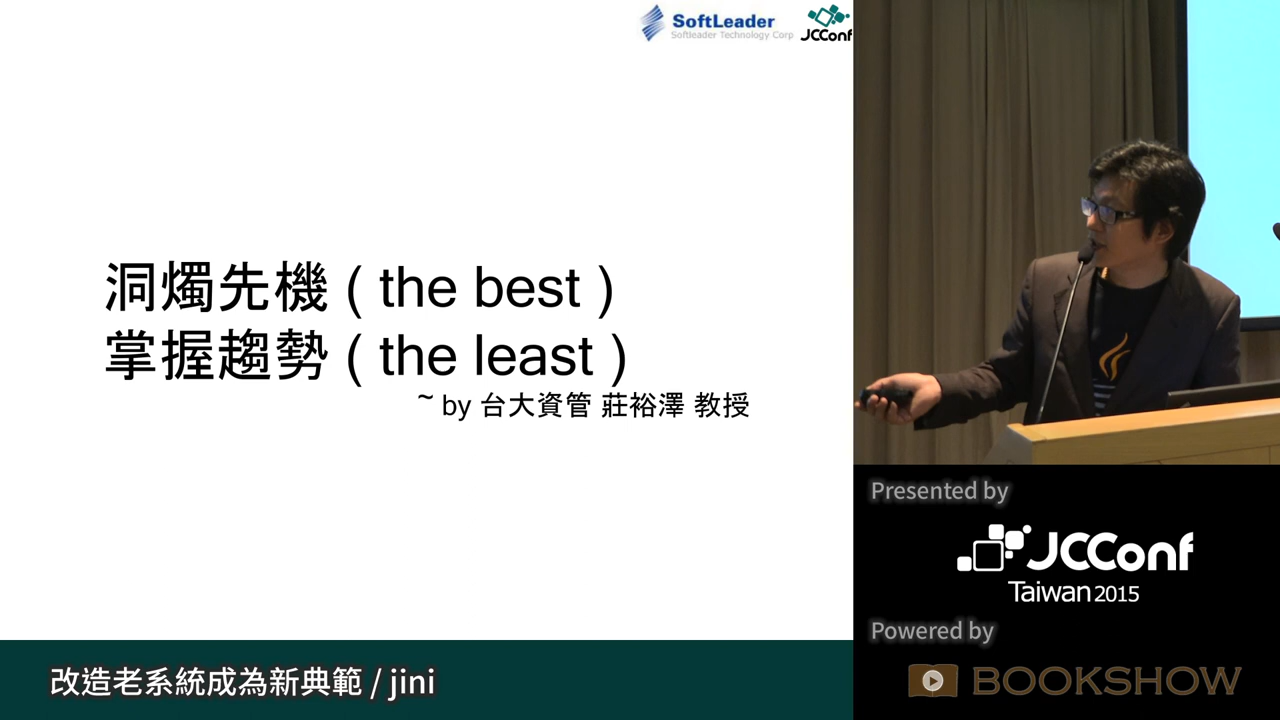 SoftLeader
Softleader Technology Corp
JCConf
洞燭先機 ( the best )
掌握趨勢 ( the least )
~ by 台大資管 莊裕澤 教授
Presented by
JCConf
Taiwan 2015
Powered by
BOOKSHOW
改造老系統成為新典範 / jini